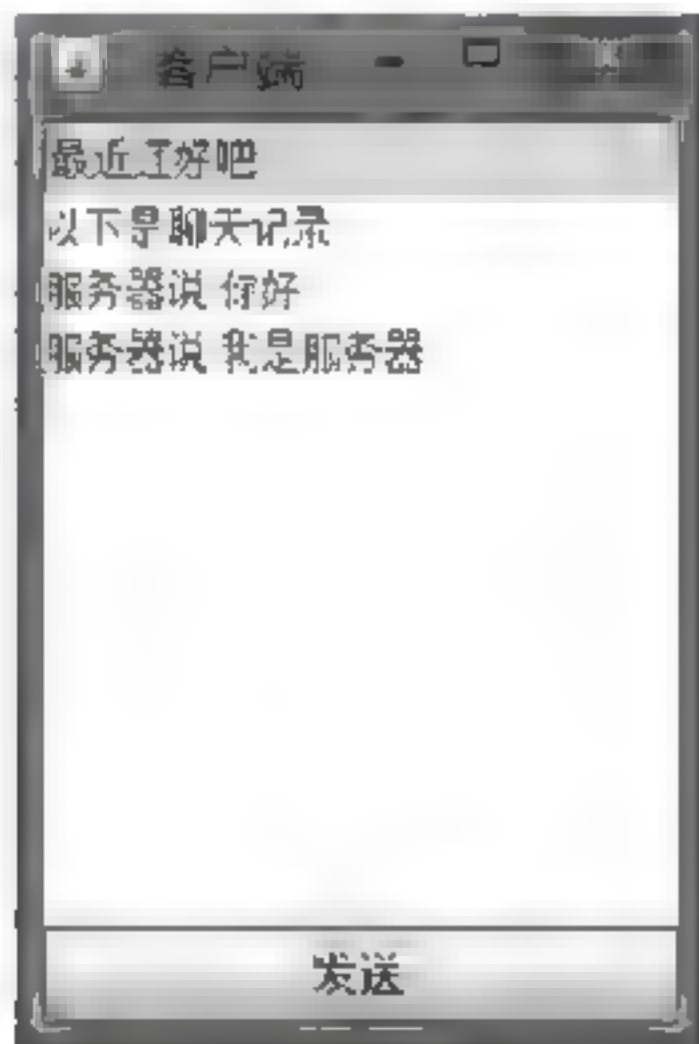 客户端
最近还好吧
以下是聊天记录
服务器说 你好
服务器说 我是服务器
发送